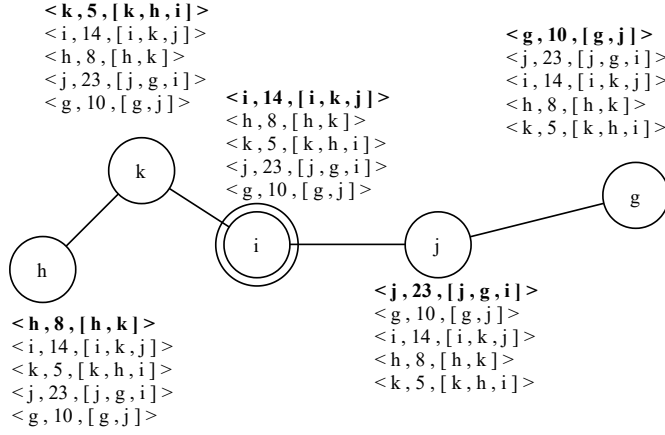 < k , 5 , [ k , h , i ] >
< i , 14 , [ i , k , j ] >
< h , 8 , [ h , k ] >
< j , 23 , [ j , g , i ] >
< g , 10 , [ g , j ] >
< g , 10 , [ g , j ] >
< j , 23 , [ j , g , i ] >
< i , 14 , [ i , k , j ] >
< h , 8 , [ h , k ] >
< k , 5 , [ k , h , i ] >
< i , 14 , [ i , k , j ] >
< h , 8 , [ h , k ] >
< k , 5 , [ k , h , i ] >
< j , 23 , [ j , g , i ] >
< g , 10 , [ g , j ] >
k
g
h
i
j
< h , 8 , [ h , k ] >
< i , 14 , [ i , k , j ] >
< k , 5 , [ k , h , i ] >
< j , 23 , [ j , g , i ] >
< g , 10 , [ g , j ] >
< j , 23 , [ j , g , i ] >
< g , 10 , [ g , j ] >
< i , 14 , [ i , k , j ] >
< h , 8 , [ h , k ] >
< k , 5 , [ k , h , i ] >